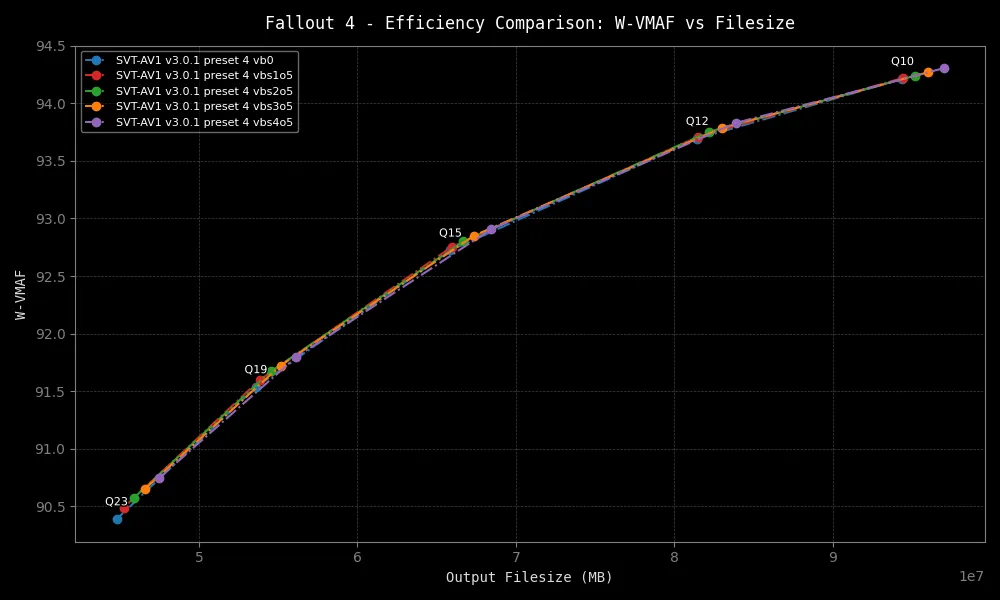 Fallout 4 - Efficiency Comparison: W-VMAF vs Filesize
94.5
94.0
93.5
93.0
92.5
92.0
91.5
91.0
90.5
W-VMAF
SVT-AV1 v3.0.1 preset 4 vb0
SVT-AV1 v3.0.1 preset 4 vbs1o5
SVT-AV1 v3.0.1 preset 4 vbs2o5
SVT-AV1 v3.0.1 preset 4 vbs3o5
SVT-AV1 v3.0.1 preset 4 vbs4o5
Q10
Q12
Q15
Q19
Q23
5 6 7 8 9
1e7
Output Filesize (MB)